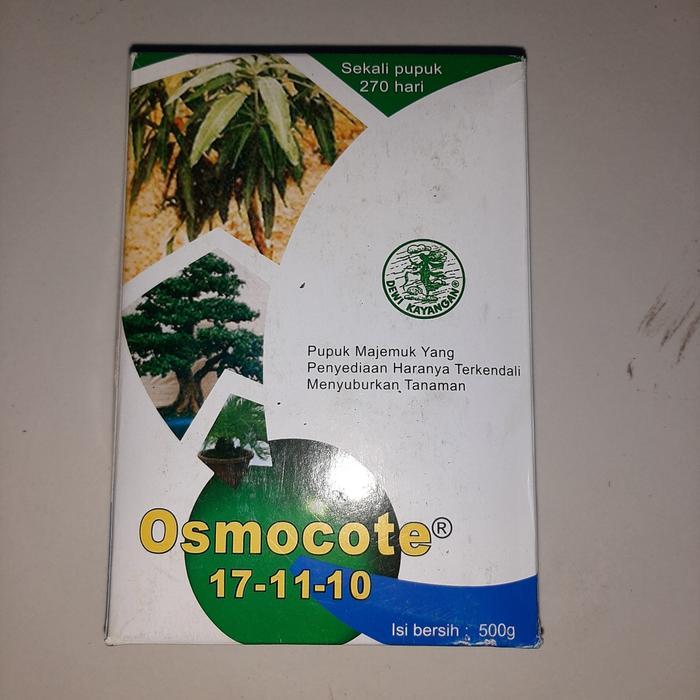 Sekali pupuk
270 hari
DEWI KAYANGAN®
Pupuk Majemuk Yang
Penyediaan Haranya Terkendali
Menyuburkan Tanaman
Osmocote®
17-11-10
Isi bersih : 500g